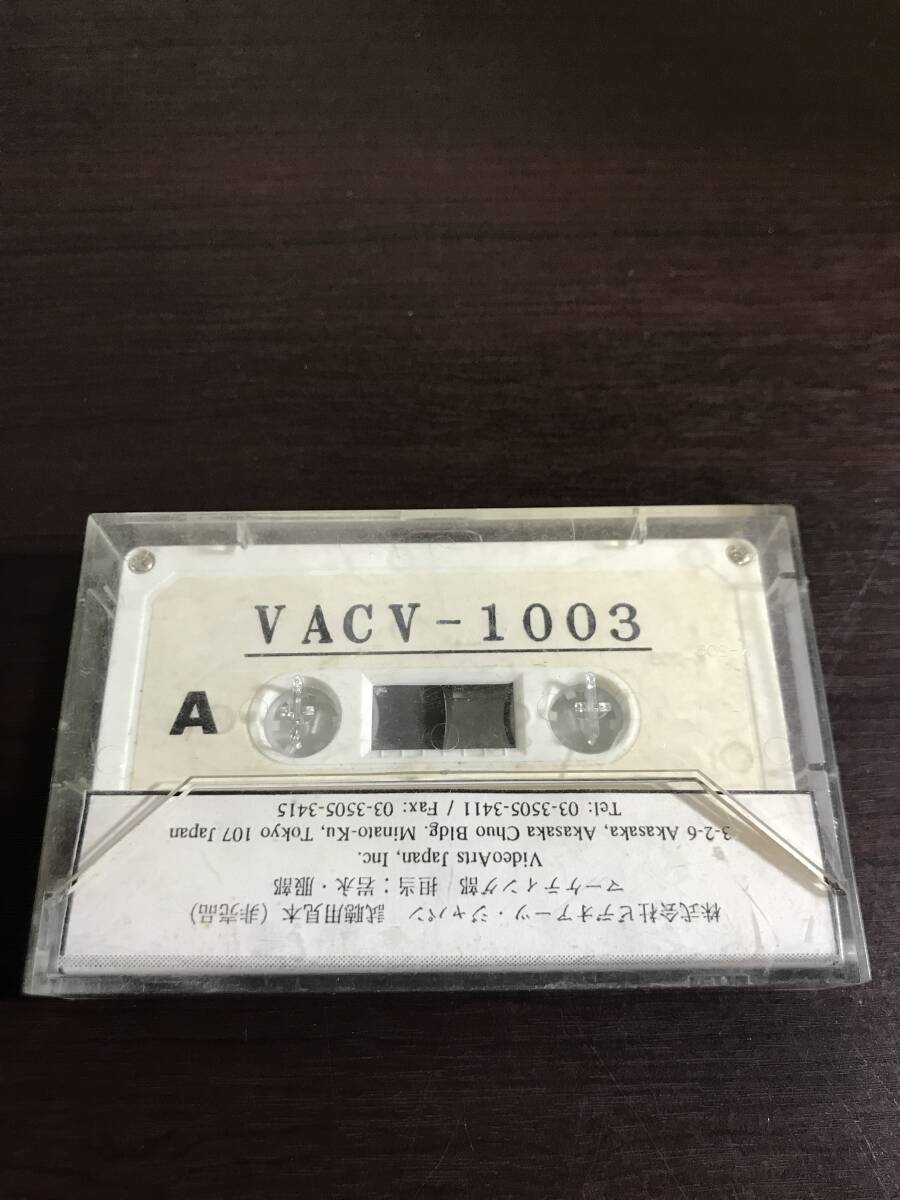 VACV-1003
A
株式会社ビデオアーツ・ジャパン 試聴用見本(非売品)
マーケティング部 担当:岩永・服部
VideoArts Japan, Inc.
3-2-6 Akasaka, Akasaka Chuo Bldg. Minato-Ku, Tokyo 107 Japan
Tel: 03-3505-3411 / Fax: 03-3505-3415